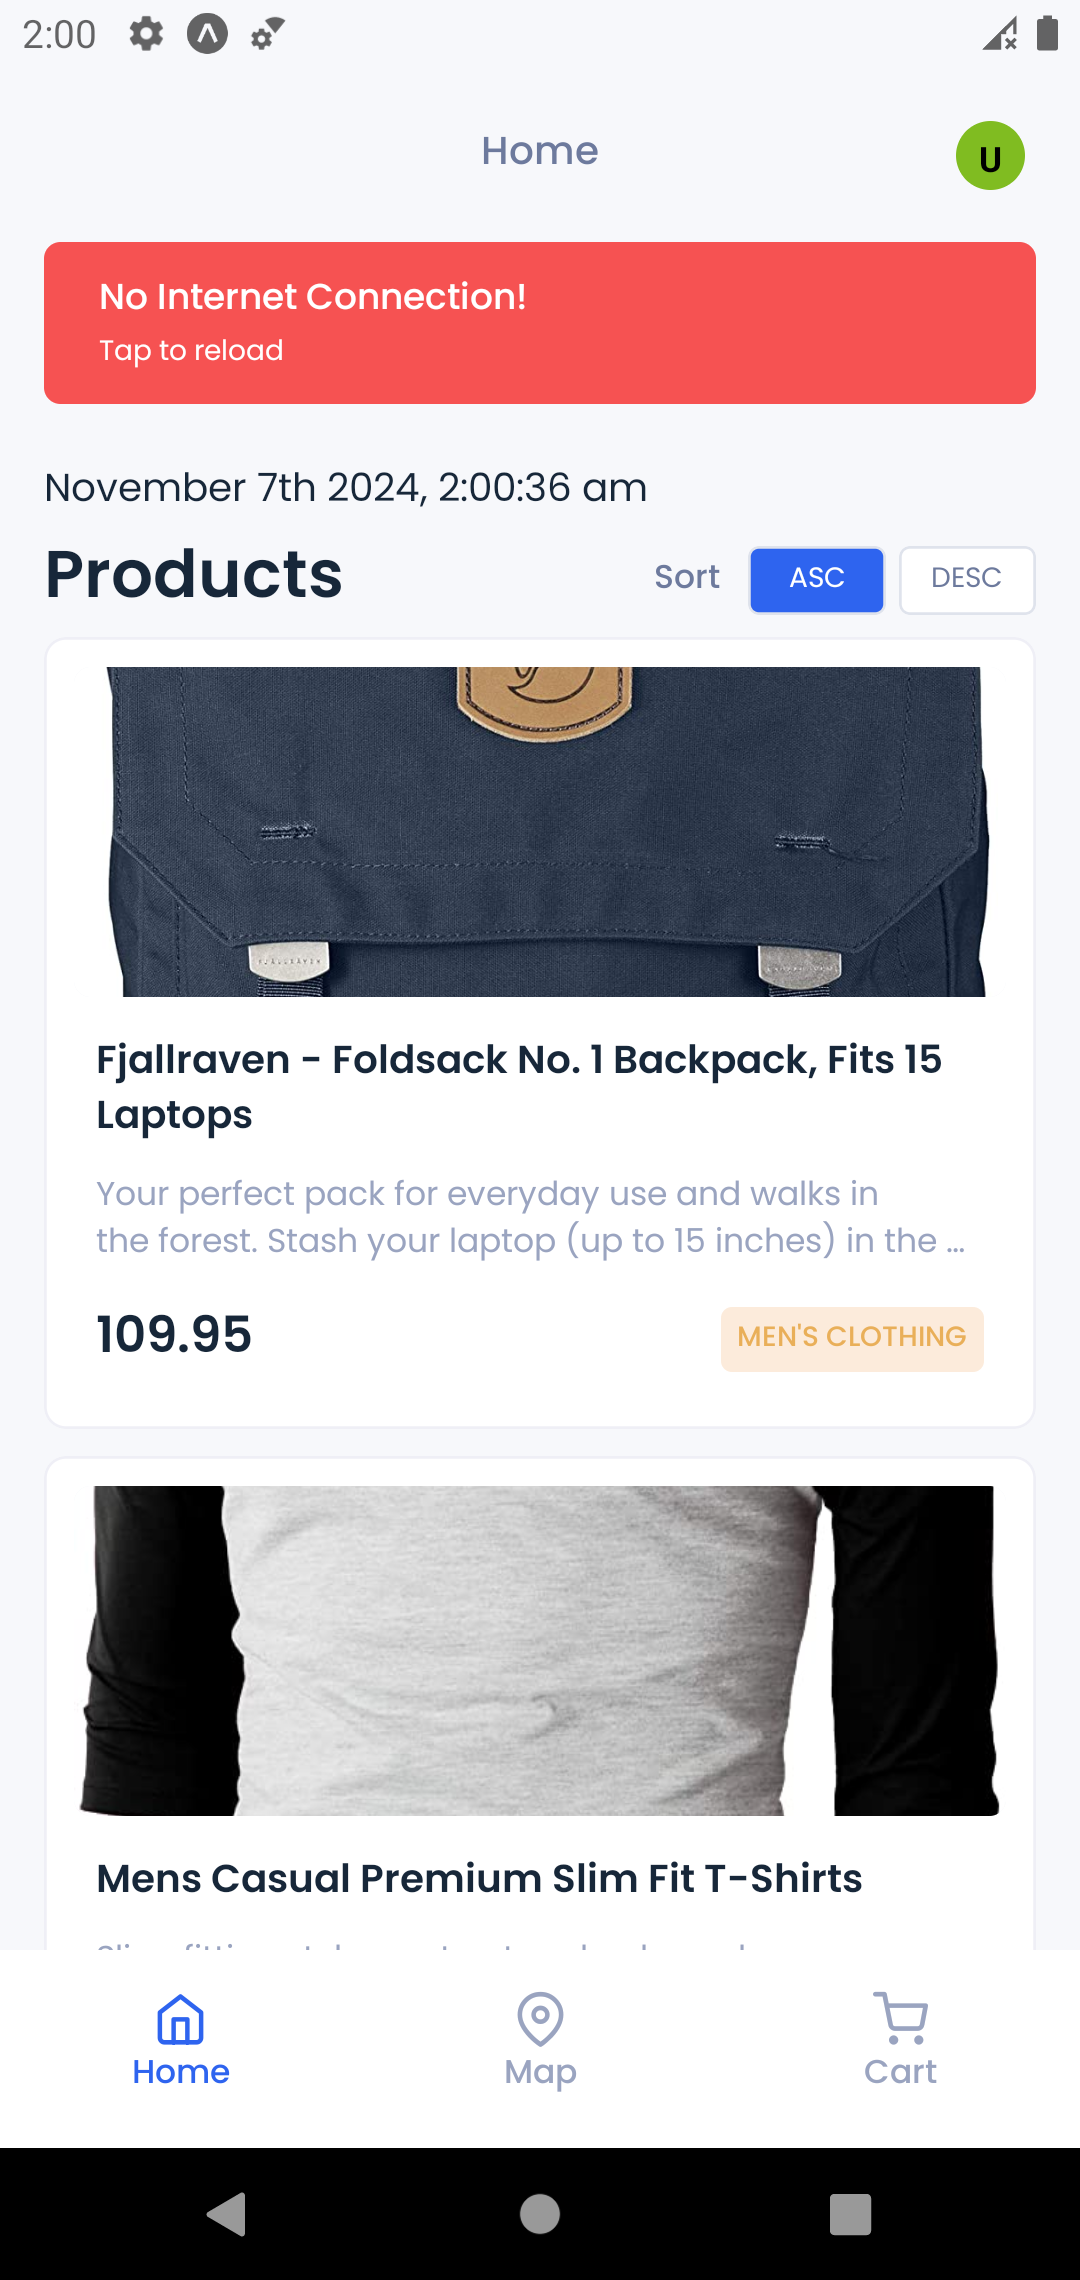 2:00
Home
U
No Internet Connection!
Tap to reload
November 7th 2024, 2:00:36 am
Products
Sort
ASC
DESC
Fjallraven - Foldsack No. 1 Backpack, Fits 15
Laptops
Your perfect pack for everyday use and walks in
the forest. Stash your laptop (up to 15 inches) in the ...
109.95
MEN'S CLOTHING
Mens Casual Premium Slim Fit T-Shirts
Home
Map
Cart